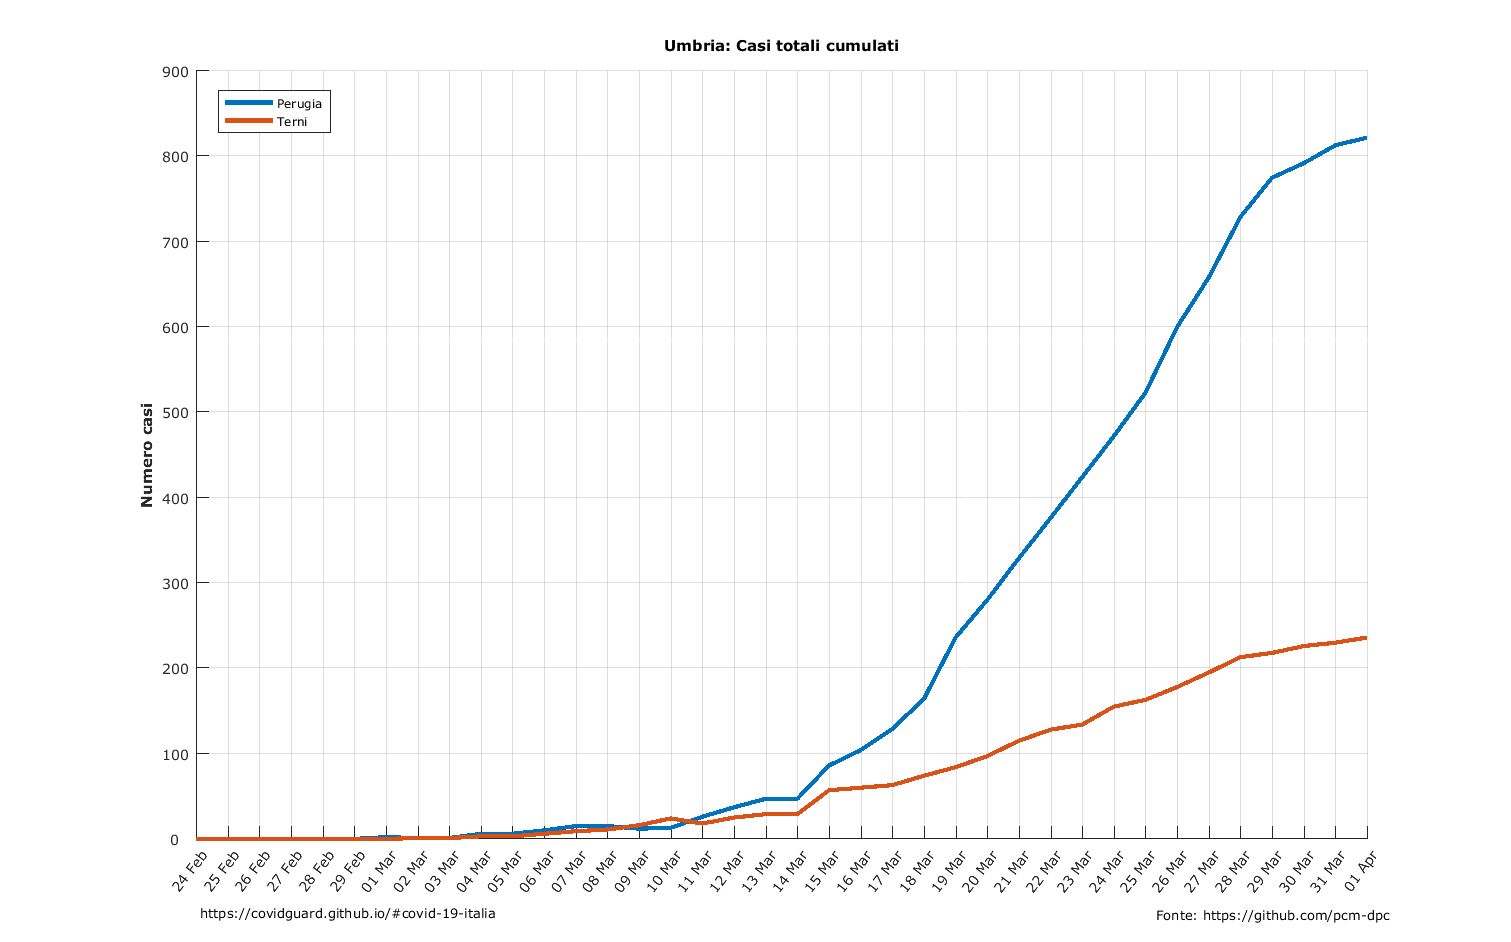 Umbria: Casi totali cumulati
Perugia
Terni
Numero casi
900
800
700
600
500
400
300
200
100
0
24 Feb
25 Feb
26 Feb
27 Feb
28 Feb
29 Feb
01 Mar
02 Mar
03 Mar
04 Mar
05 Mar
06 Mar
07 Mar
08 Mar
09 Mar
10 Mar
11 Mar
12 Mar
13 Mar
14 Mar
15 Mar
16 Mar
17 Mar
18 Mar
19 Mar
20 Mar
21 Mar
22 Mar
23 Mar
24 Mar
25 Mar
26 Mar
27 Mar
28 Mar
29 Mar
30 Mar
31 Mar
01 Apr
https://covidguard.github.io/#covid-19-italia
Fonte: https://github.com/pcm-dpc